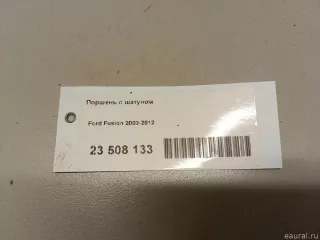 Поршень с шатуном
Ford Fusion 2002-2012
23 508 133
eaural.ru